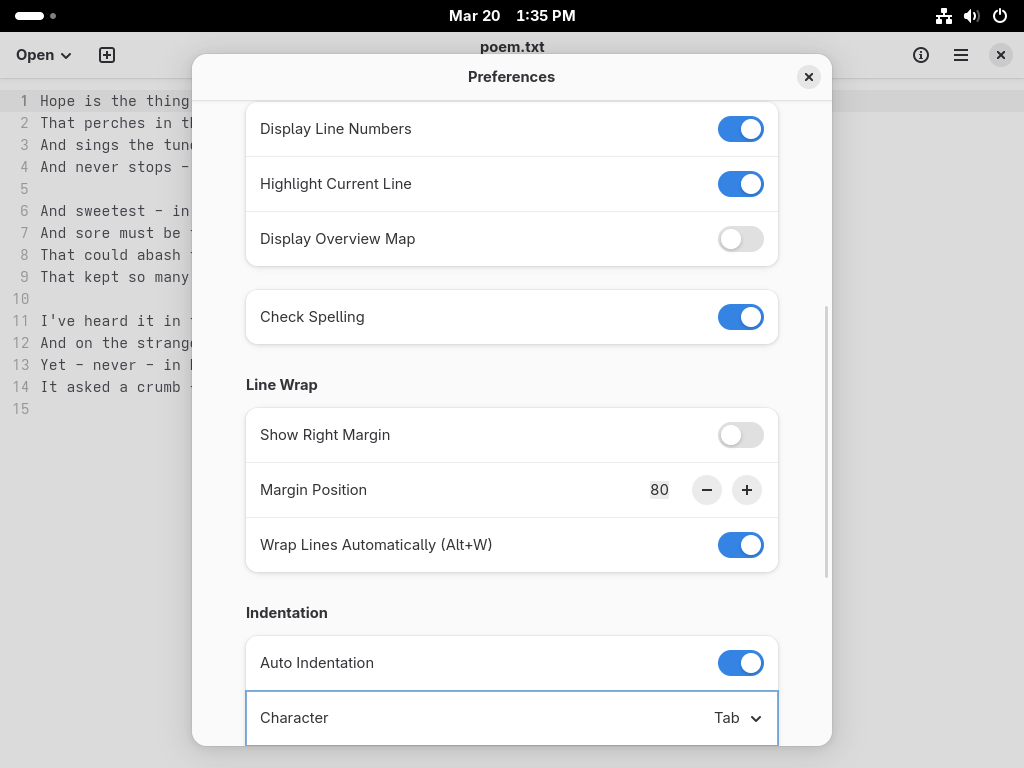 Mar 20 1:35 PM
Open
poem.txt
Preferences
1 Hope is the thing
2 That perches in th
3 And sings the tune
4 And never stops –
5
6 And sweetest – in
7 And sore must be
8 That could abash
9 That kept so many
10
11 I've heard it in
12 And on the strange
13 Yet – never – in
14 It asked a crumb
15
Display Line Numbers
Highlight Current Line
Display Overview Map
Check Spelling
Line Wrap
Show Right Margin
Margin Position 80
Wrap Lines Automatically (Alt+W)
Indentation
Auto Indentation
Character Tab